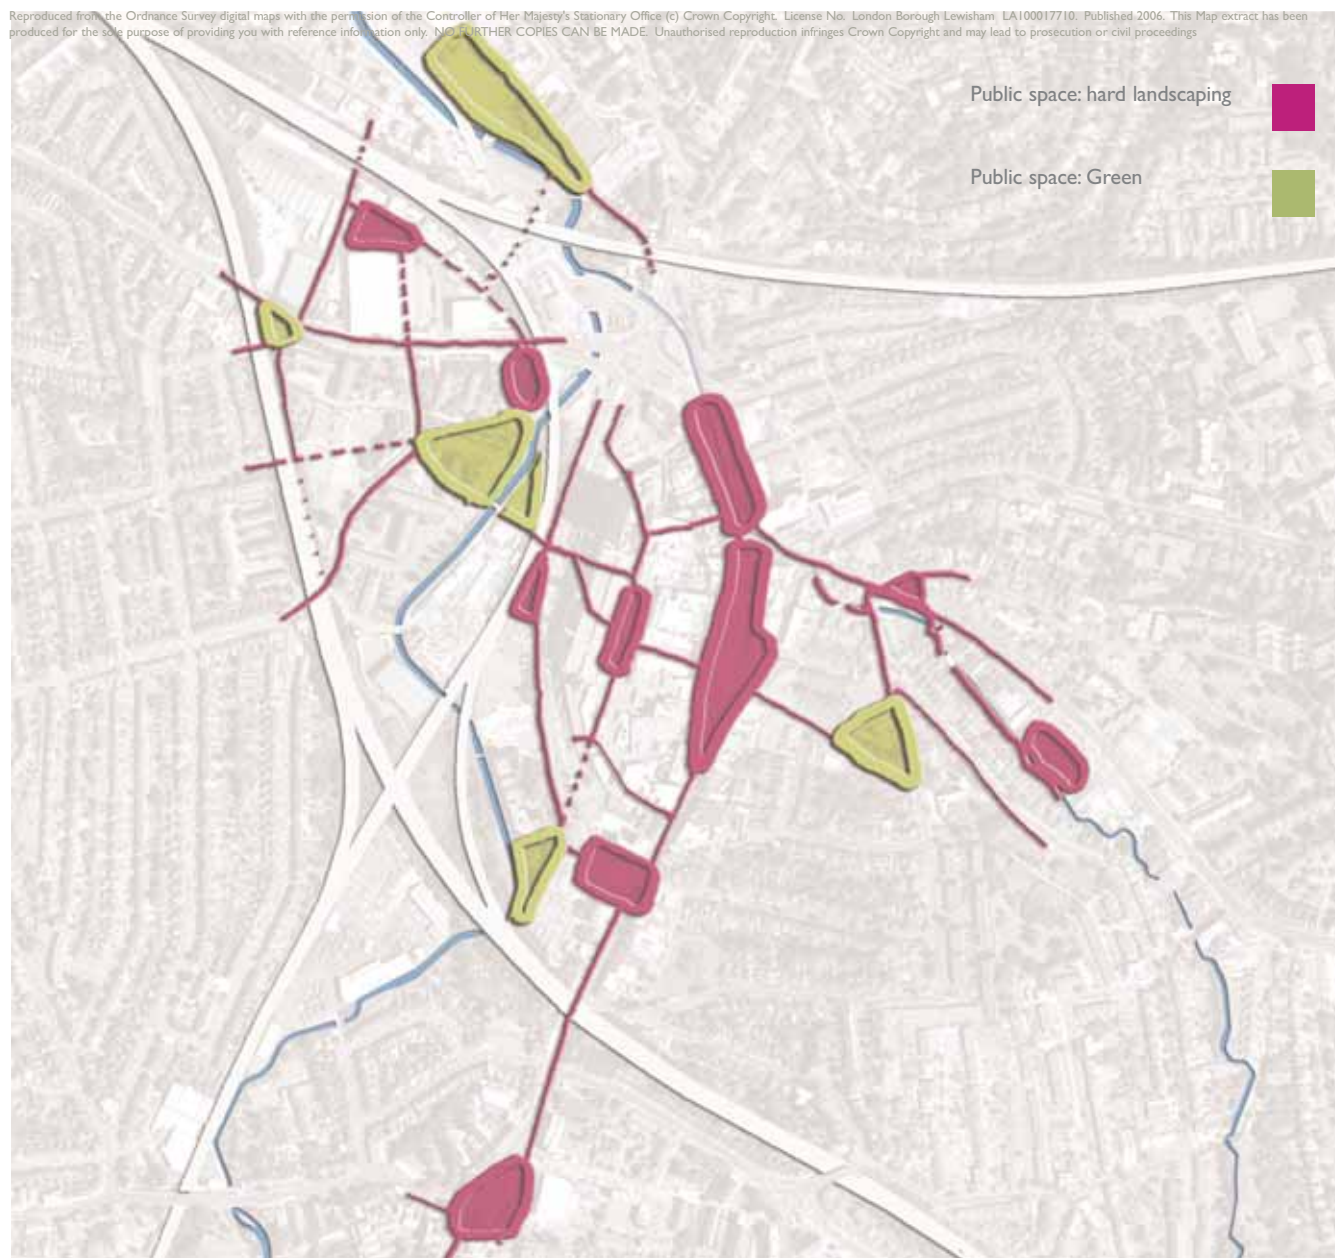 Reproduced from the Ordnance Survey digital maps with the permission of the Controller of Her Majesty's Stationary Office (c) Crown Copyright. License No. London Borough Lewisham LA100017710. Published 2006. This Map extract has been
produced for the sole purpose of providing you with reference information only. NO FURTHER COPIES CAN BE MADE. Unauthorised reproduction infringes Crown Copyright and may lead to prosecution or civil proceedings
Public space: hard landscaping
Public space: Green